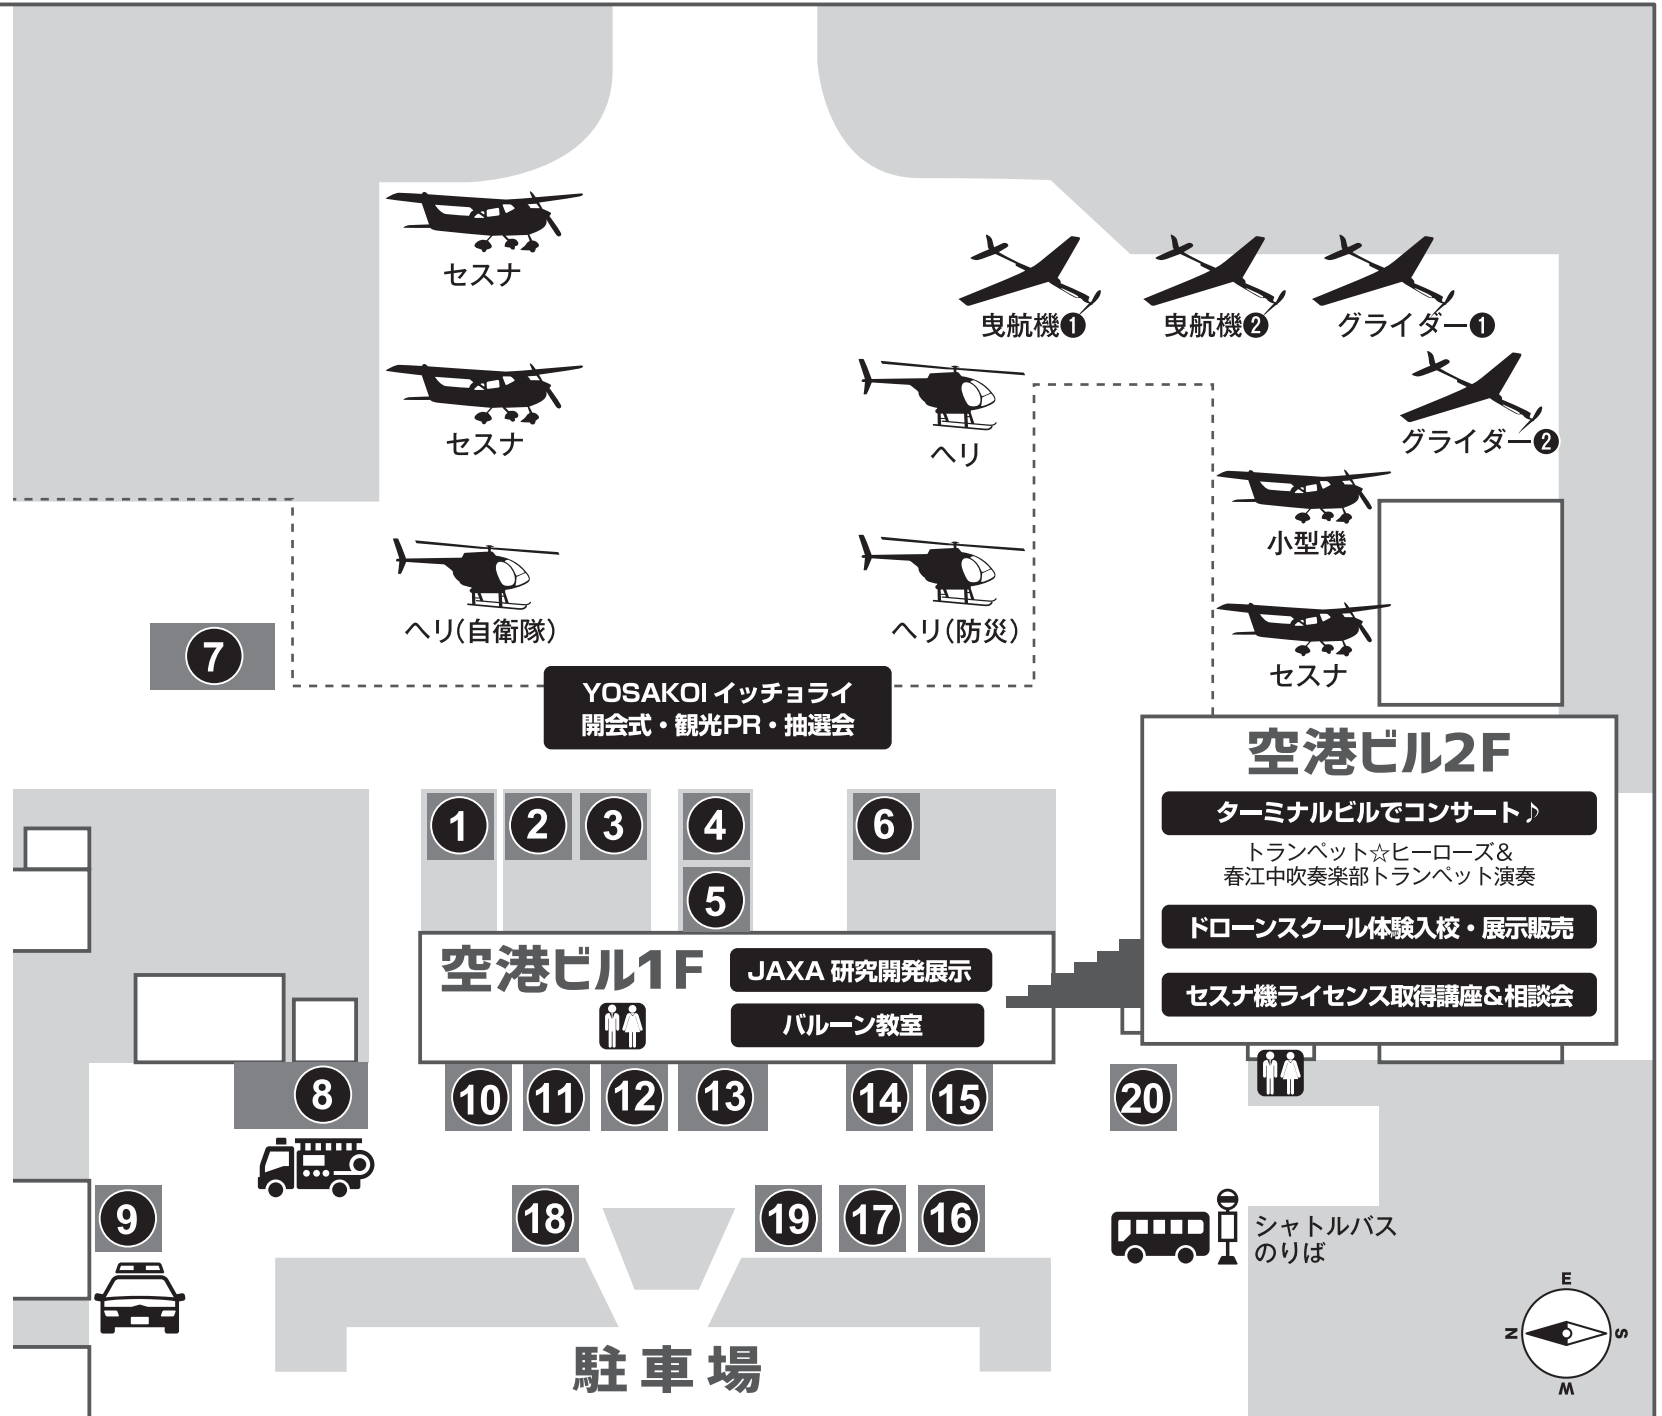 セスナ
曳航機❶
曳航機❷
グライダー❶
セスナ
ヘリ
グライダー❷
小型機
ヘリ(自衛隊)
ヘリ(防災)
セスナ
7
YOSAKOI イッチョライ
開会式・観光PR・抽選会
空港ビル2F
ターミナルビルでコンサート♪
トランペット☆ヒーローズ&
春江中吹奏楽部トランペット演奏
ドローンスクール体験入校・展示販売
セスナ機ライセンス取得講座&相談会
1
2
3
4
5
6
空港ビル1F
JAXA 研究開発展示
バルーン教室
8
10
11
12
13
14
15
20
9
18
19
17
16
シャトルバス
のりば
駐車場
E
N
S
W